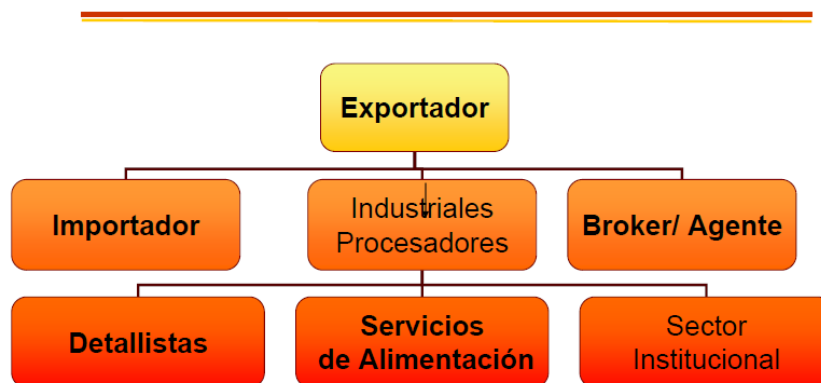 Exportador
Importador
Industriales
Procesadores
Broker/ Agente
Detallistas
Servicios
de Alimentación
Sector
Institucional